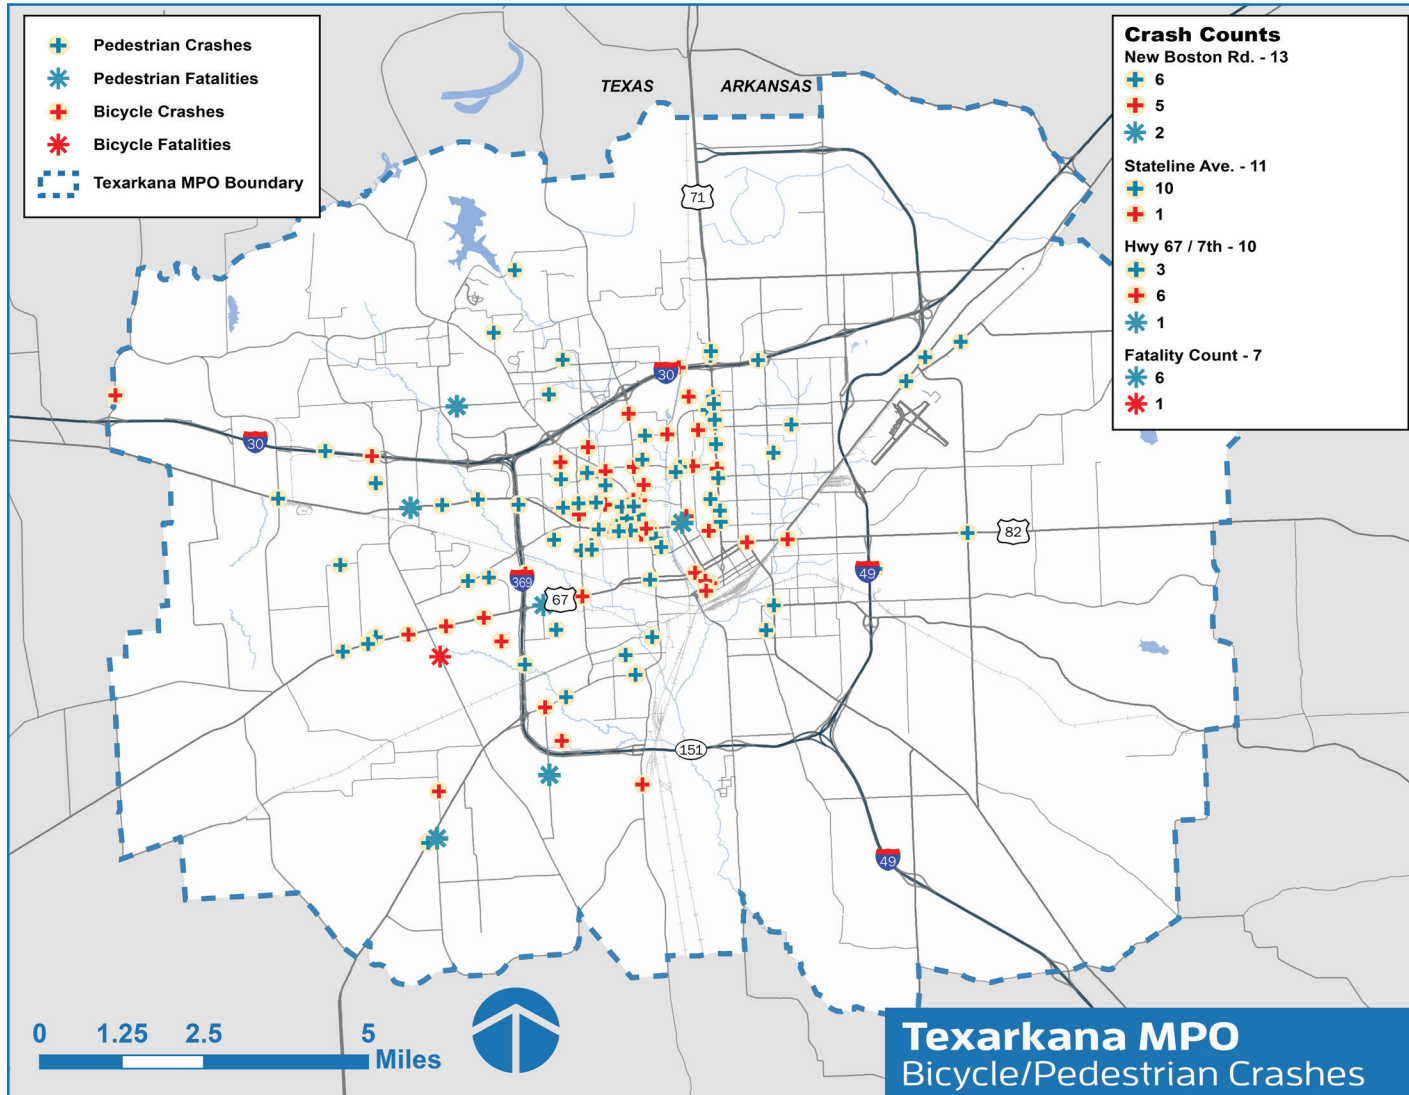 Pedestrian Crashes
Pedestrian Fatalities
Bicycle Crashes
Bicycle Fatalities
Texarkana MPO Boundary
TEXAS
ARKANSAS
Crash Counts
New Boston Rd. - 13
6
5
2
Stateline Ave. - 11
10
1
Hwy 67 / 7th - 10
3
6
1
Fatality Count - 7
6
1
71
30
30
82
369
49
67
151
49
0 1.25 2.5 5
Miles
Texarkana MPO
Bicycle/Pedestrian Crashes